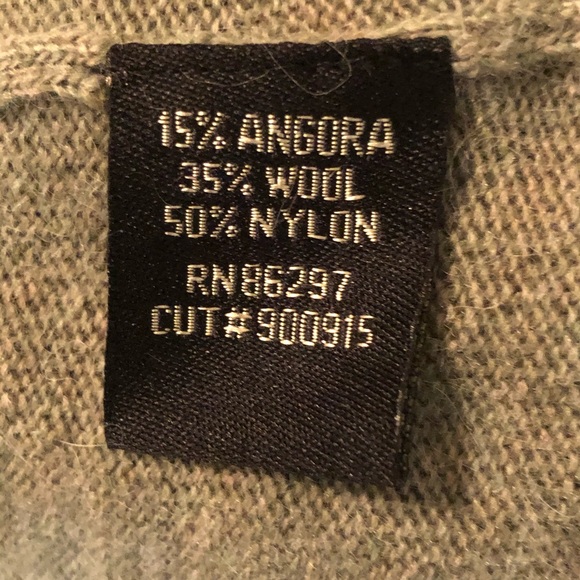 15% ANGORA
35% WOOL
50% NYLON
RN86297
CUT#900915